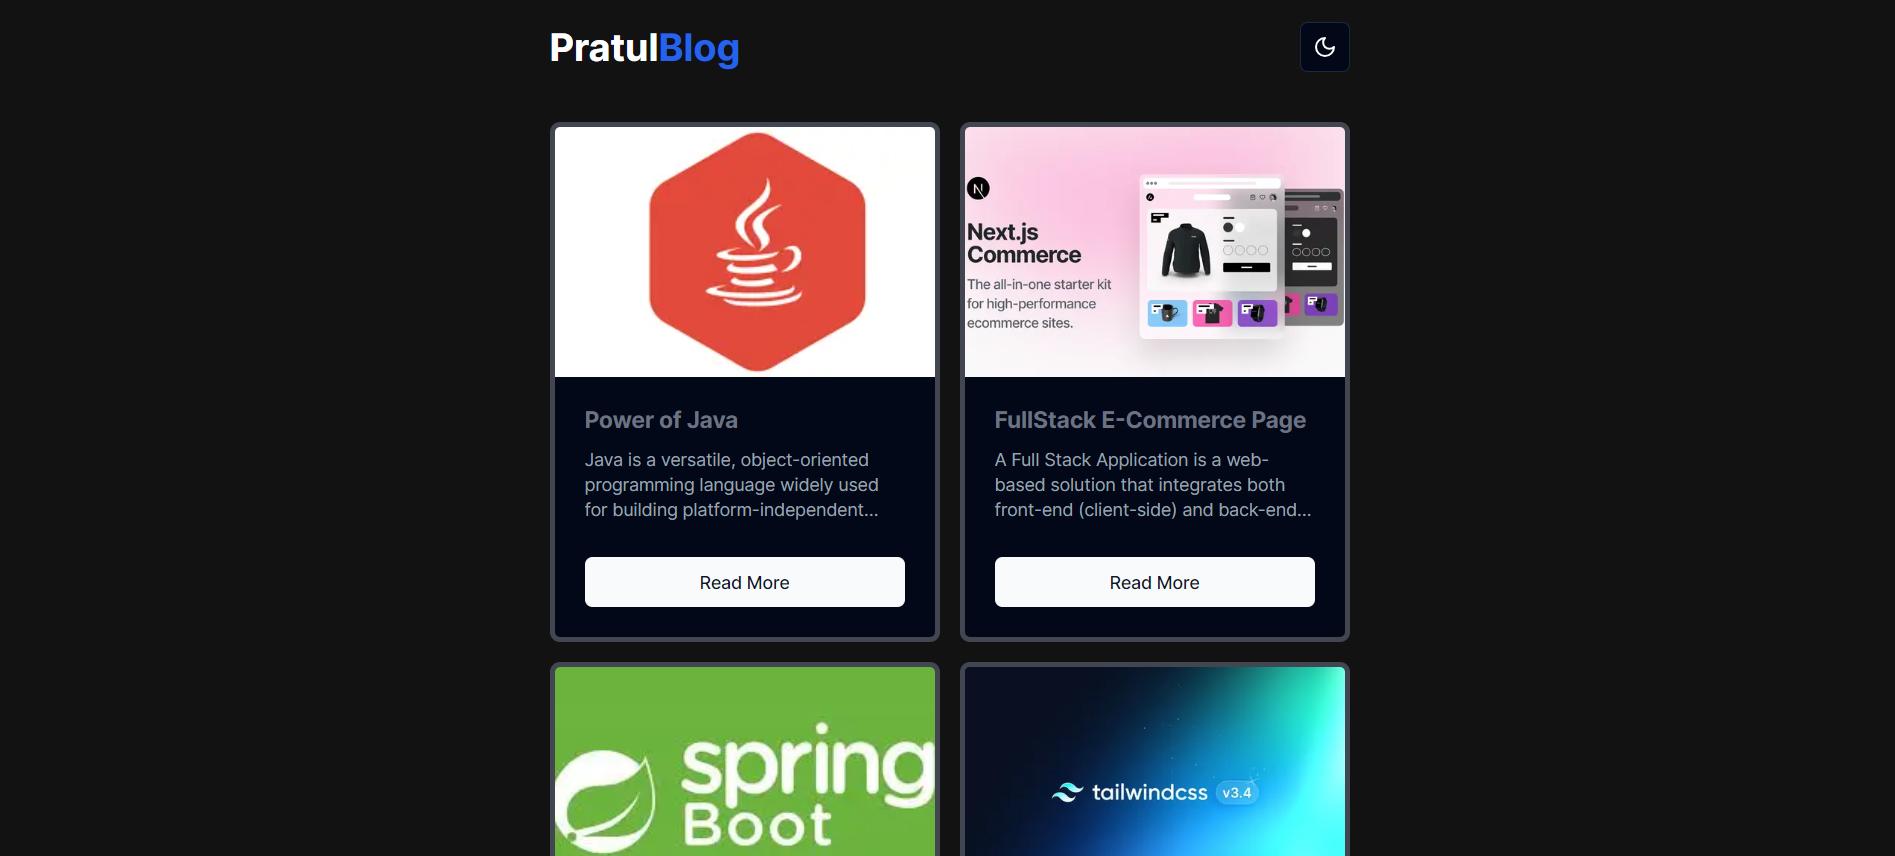 PratulBlog
N
Next.js
Commerce
The all-in-one starter kit
for high-performance
ecommerce sites.
Power of Java
Java is a versatile, object-oriented
programming language widely used
for building platform-independent...
Read More
FullStack E-Commerce Page
A Full Stack Application is a web-
based solution that integrates both
front-end (client-side) and back-end...
Read More
spring
Boot
tailwindcss v3.4